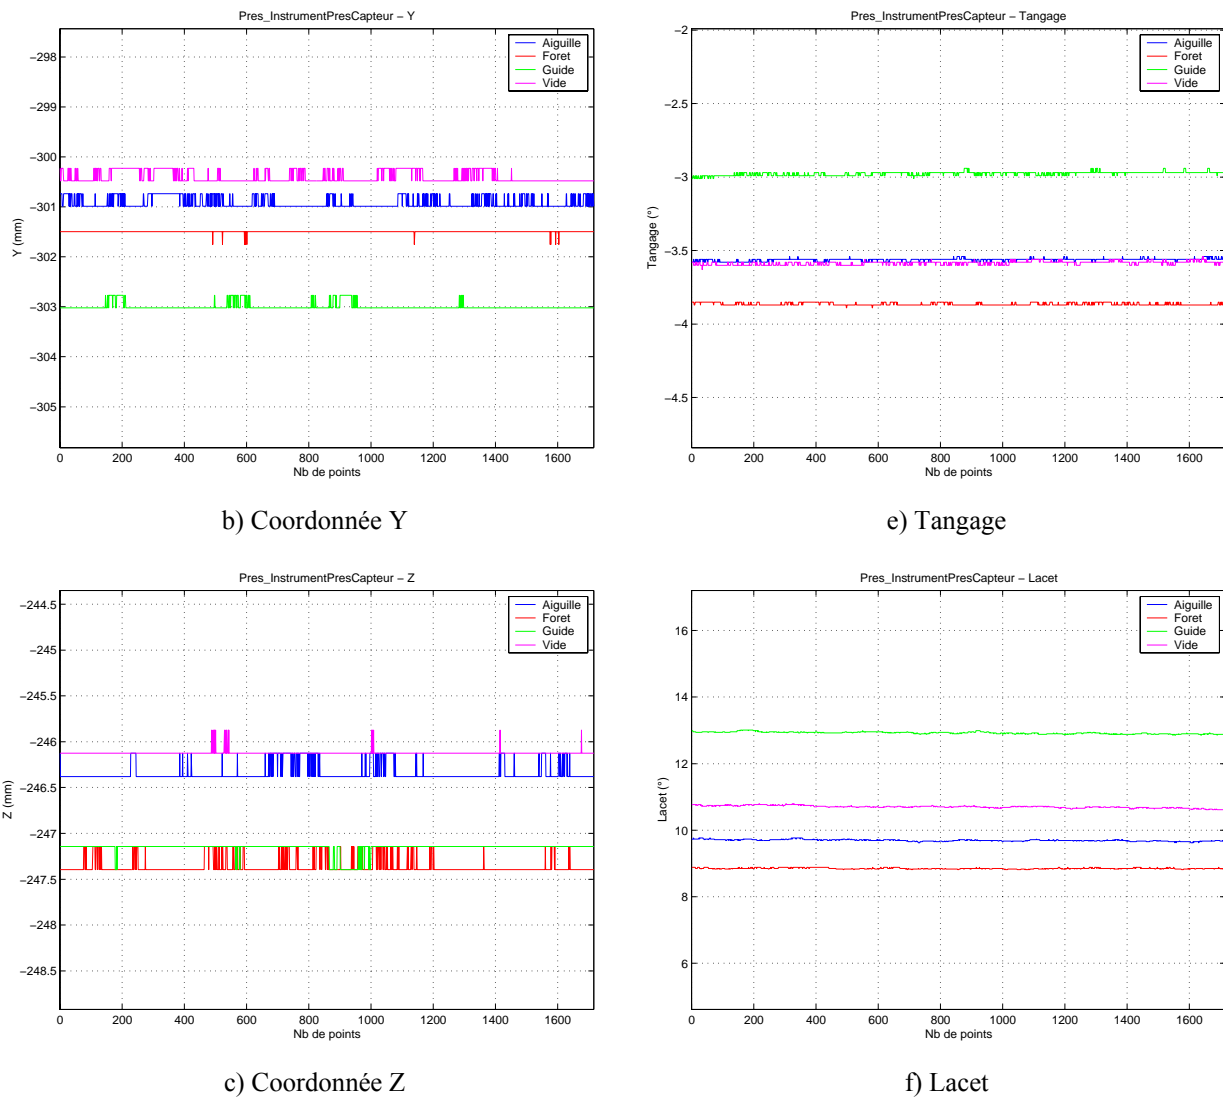 Pres_InstrumentPresCapteur − Y
−298
−299
−300
−301
−302
−303
−304
−305
Y (mm)
Aiguille
Foret
Guide
Vide
0 200 400 600 800 1000 1200 1400 1600
Nb de points
b) Coordonnée Y
Pres_InstrumentPresCapteur − Tangage
−2
−2.5
−3
−3.5
−4
−4.5
Tangage (°)
Aiguille
Foret
Guide
Vide
0 200 400 600 800 1000 1200 1400 1600
Nb de points
e) Tangage
Pres_InstrumentPresCapteur − Z
−244.5
−245
−245.5
−246
−246.5
−247
−247.5
−248
−248.5
Z (mm)
Aiguille
Foret
Guide
Vide
0 200 400 600 800 1000 1200 1400 1600
Nb de points
c) Coordonnée Z
Pres_InstrumentPresCapteur − Lacet
16
14
12
10
8
6
Lacet (°)
Aiguille
Foret
Guide
Vide
0 200 400 600 800 1000 1200 1400 1600
Nb de points
f) Lacet